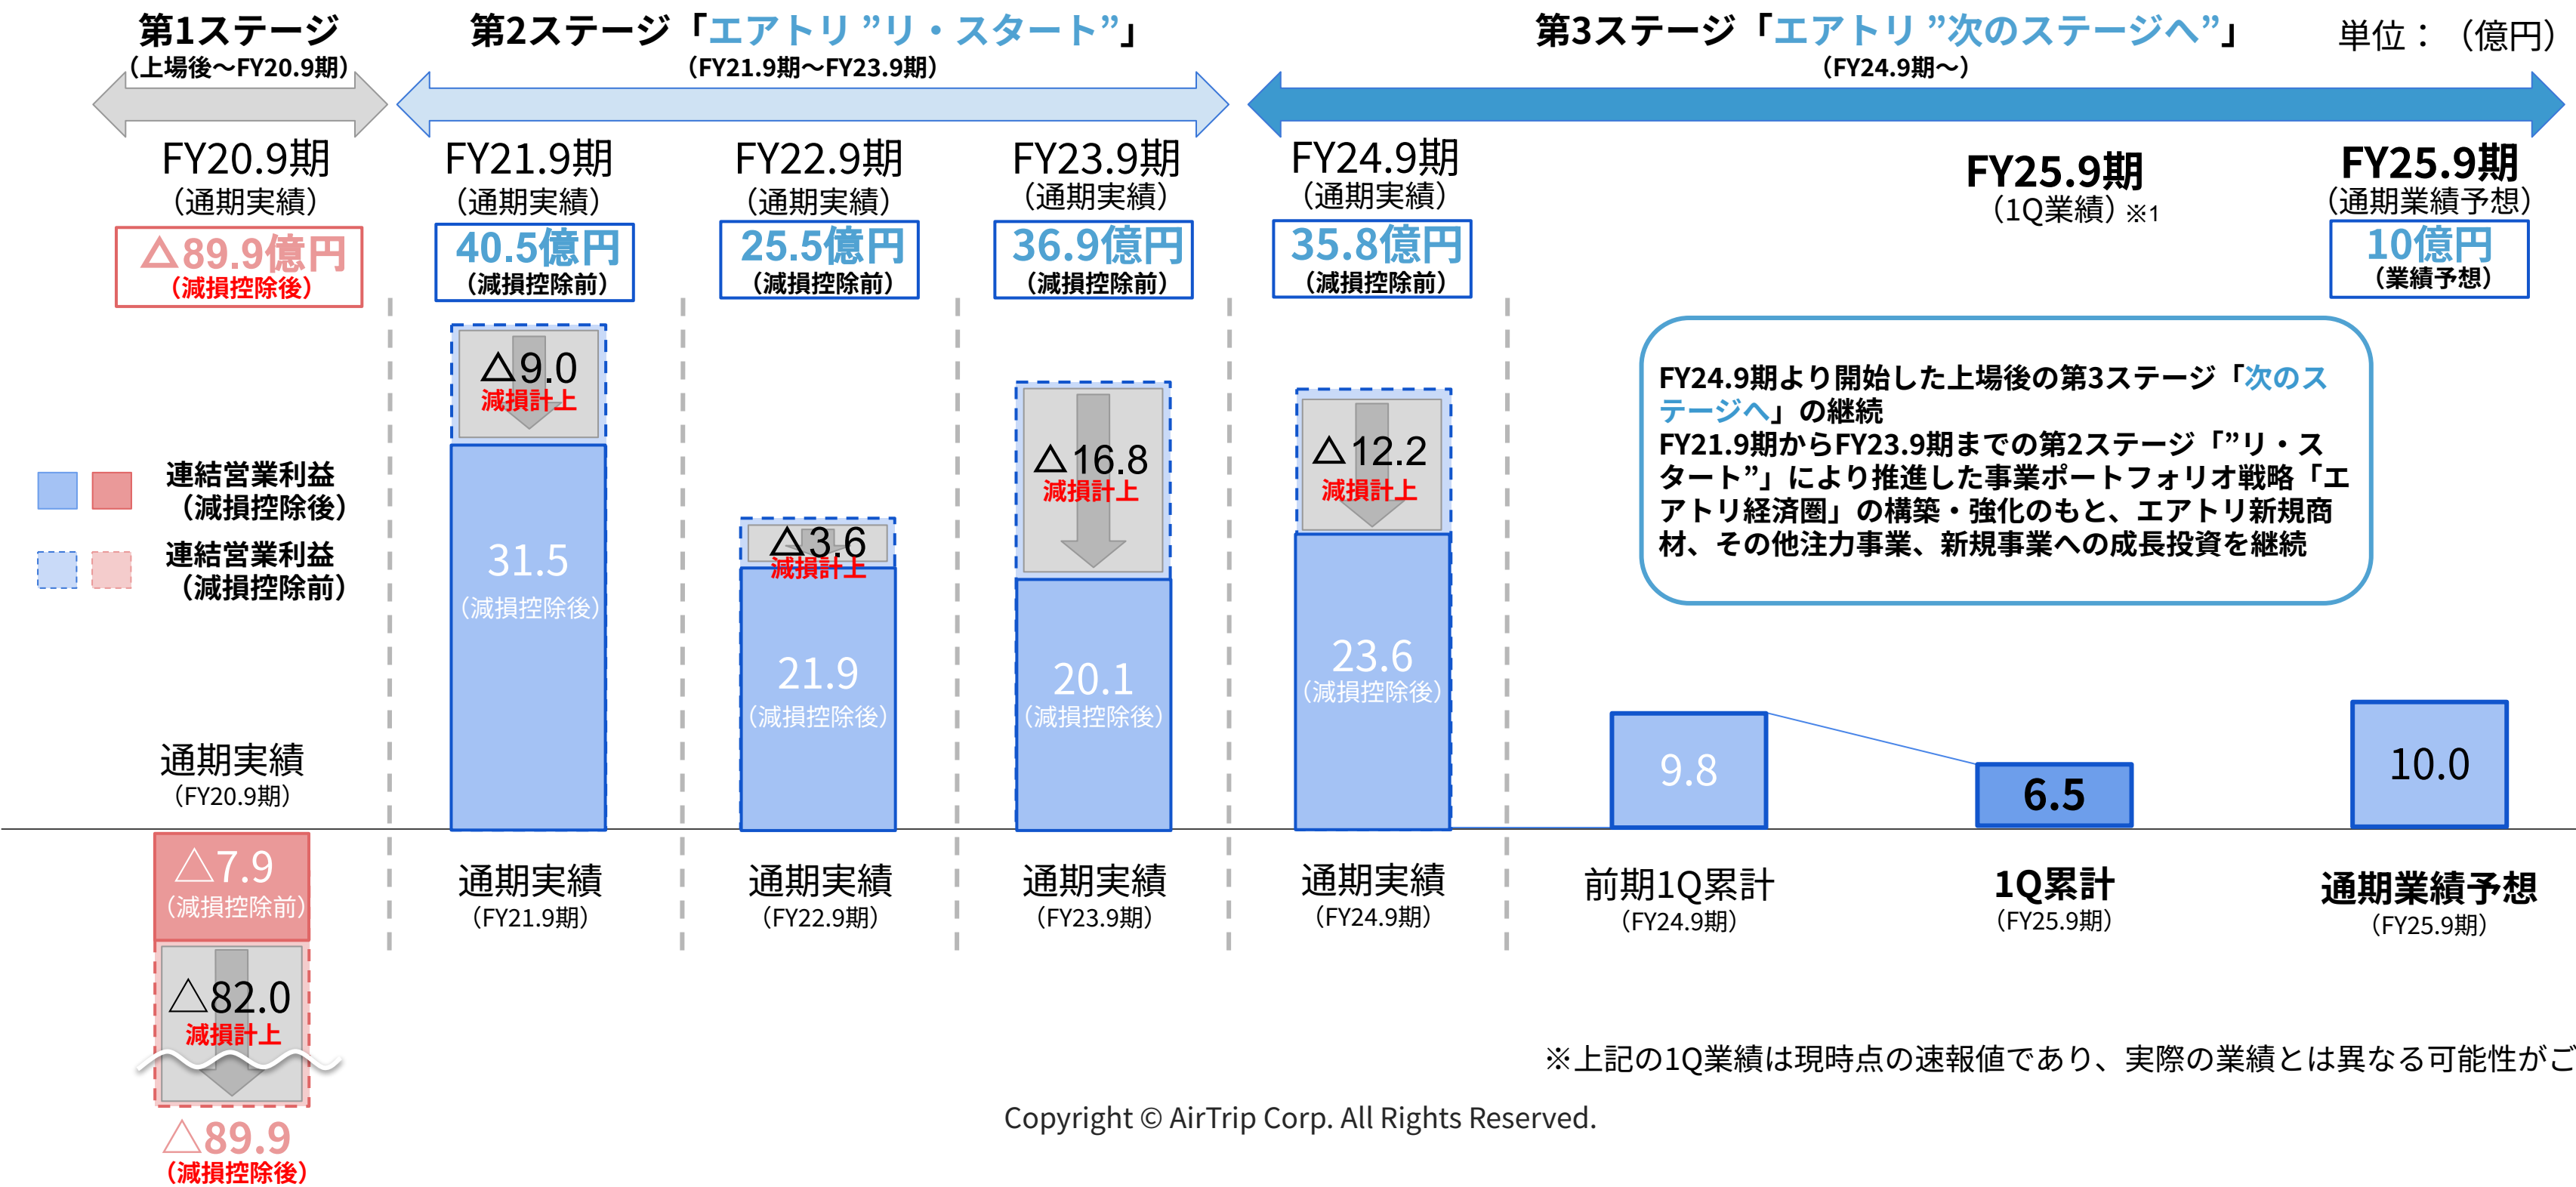 第1ステージ
（上場後～FY20.9期）
第2ステージ「エアトリ ”リ・スタート”」
（FY21.9期～FY23.9期）
第3ステージ「エアトリ ”次のステージへ”」
（FY24.9期～）
単位：（億円）
FY20.9期
（通期実績）
△89.9億円
（減損控除後）
FY21.9期
（通期実績）
40.5億円
（減損控除前）
FY22.9期
（通期実績）
25.5億円
（減損控除前）
FY23.9期
（通期実績）
36.9億円
（減損控除前）
FY24.9期
（通期実績）
35.8億円
（減損控除前）
FY25.9期
（1Q業績）※1
FY25.9期
（通期業績予想）
10億円
（業績予想）
連結営業利益
（減損控除後）
連結営業利益
（減損控除前）
△9.0
減損計上
31.5
（減損控除後）
△3.6
減損計上
21.9
（減損控除後）
△16.8
減損計上
20.1
（減損控除後）
△12.2
減損計上
23.6
（減損控除後）
FY24.9期より開始した上場後の第3ステージ「次のス
テージへ」の継続
FY21.9期からFY23.9期までの第2ステージ「”リ・ス
タート”」により推進した事業ポートフォリオ戦略「エ
アトリ経済圏」の構築・強化のもと、エアトリ新規商
材、その他注力事業、新規事業への成長投資を継続
9.8
6.5
10.0
通期実績
（FY20.9期）
△7.9
（減損控除前）
△82.0
減損計上
△89.9
（減損控除後）
通期実績
（FY21.9期）
通期実績
（FY22.9期）
通期実績
（FY23.9期）
通期実績
（FY24.9期）
前期1Q累計
（FY24.9期）
1Q累計
（FY25.9期）
通期業績予想
（FY25.9期）
※上記の1Q業績は現時点の速報値であり、実際の業績とは異なる可能性がご
Copyright © AirTrip Corp. All Rights Reserved.